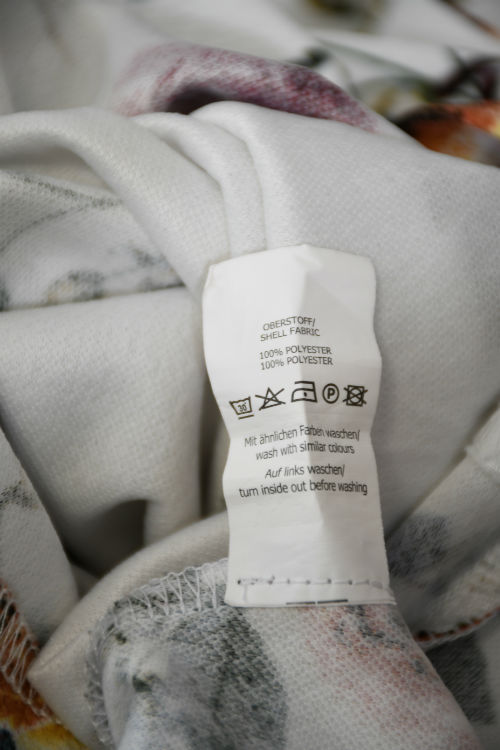 OBERSTOFF/
SHELL FABRIC
100% POLYESTER
100% POLYESTER
30 P
Mit ähnlichen Farben waschen/
wash with similar colours
Auf links waschen/
turn inside out before washing